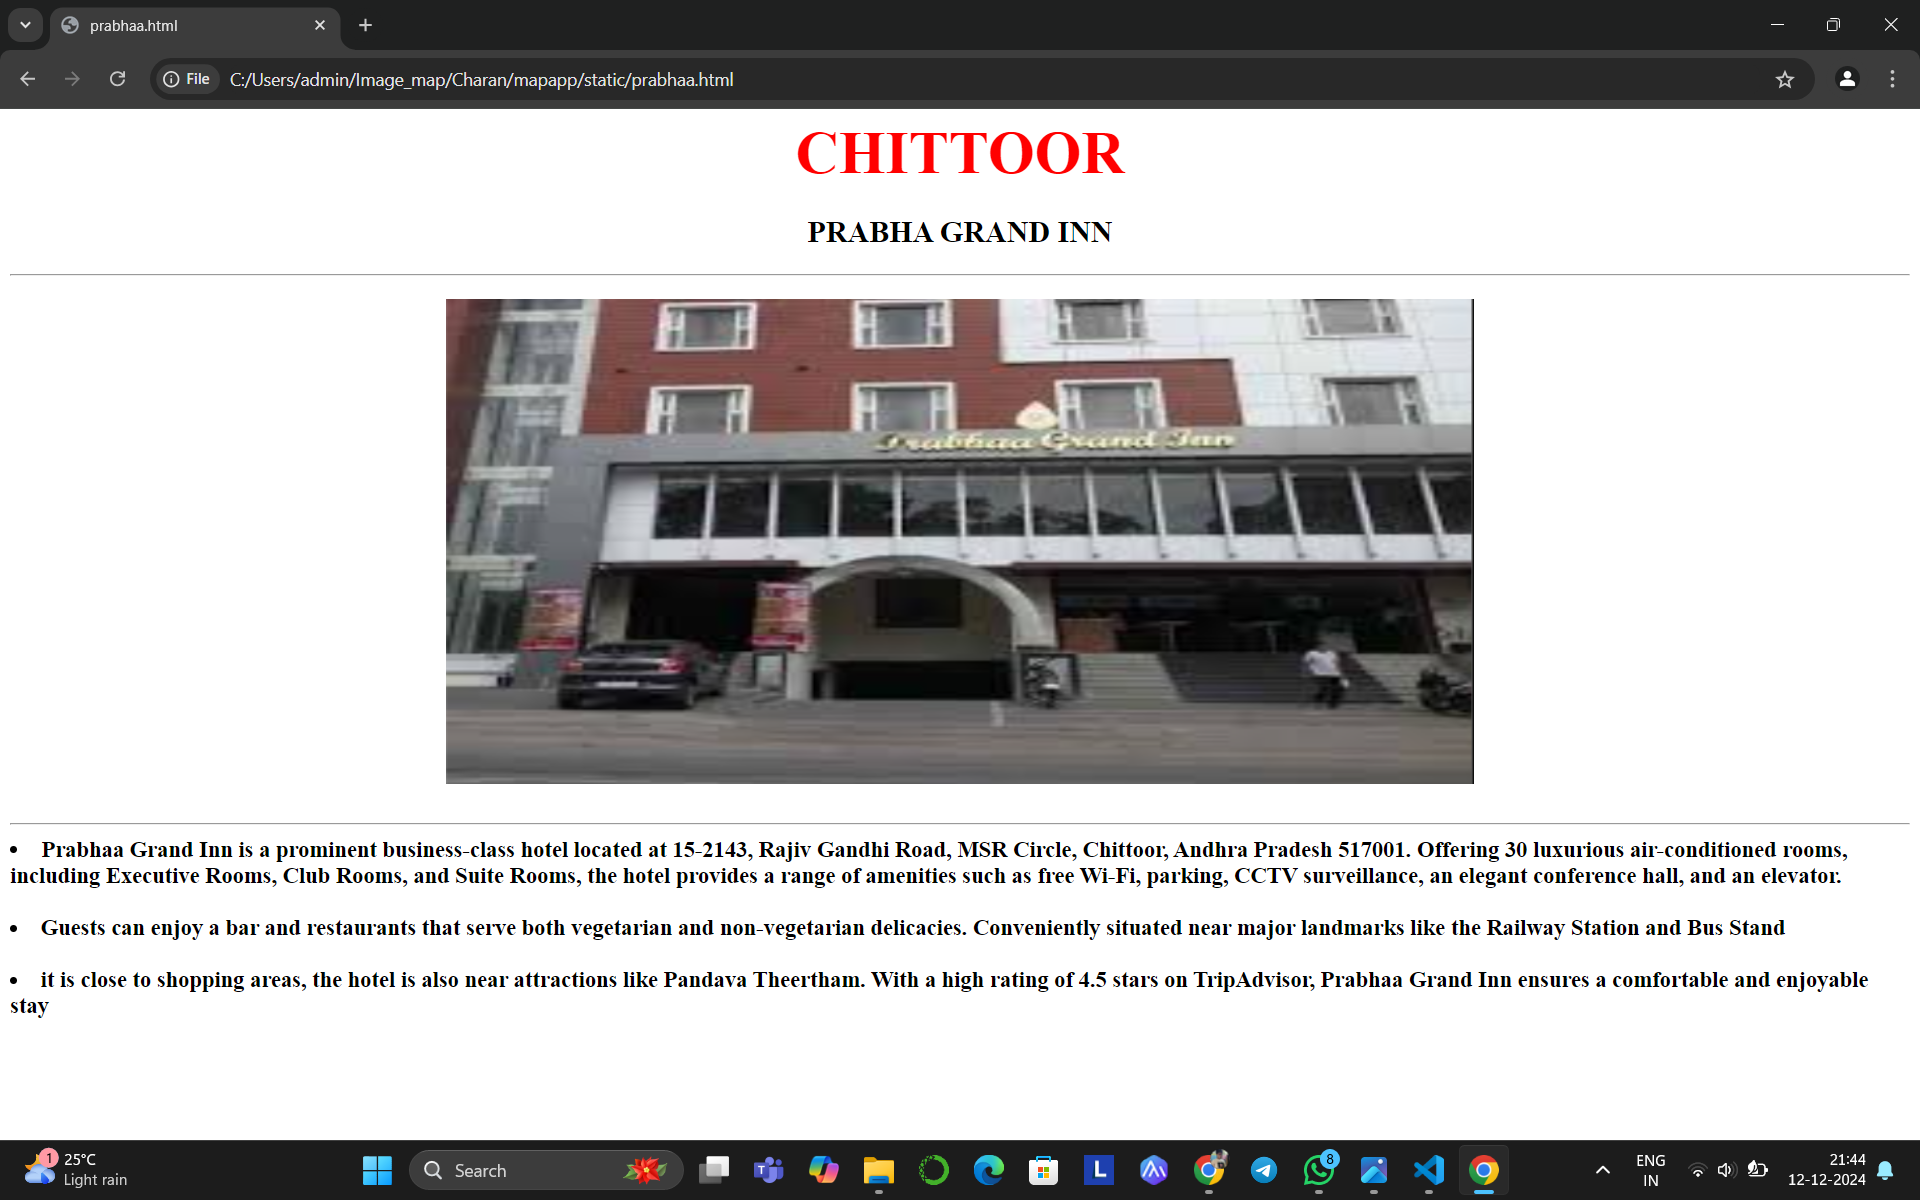 prabhaa.html
File
C:/Users/admin/Image_map/Charan/mapapp/static/prabhaa.html
CHITTOOR
PRABHA GRAND INN
Prabhaa Grand Inn
• Prabhaa Grand Inn is a prominent business-class hotel located at 15-2143, Rajiv Gandhi Road, MSR Circle, Chittoor, Andhra Pradesh 517001. Offering 30 luxurious air-conditioned rooms,
including Executive Rooms, Club Rooms, and Suite Rooms, the hotel provides a range of amenities such as free Wi-Fi, parking, CCTV surveillance, an elegant conference hall, and an elevator.
• Guests can enjoy a bar and restaurants that serve both vegetarian and non-vegetarian delicacies. Conveniently situated near major landmarks like the Railway Station and Bus Stand
• it is close to shopping areas, the hotel is also near attractions like Pandava Theertham. With a high rating of 4.5 stars on TripAdvisor, Prabhaa Grand Inn ensures a comfortable and enjoyable
stay
1
25°C
Light rain
Search
L
8
ENG
IN
21:44
12-12-2024